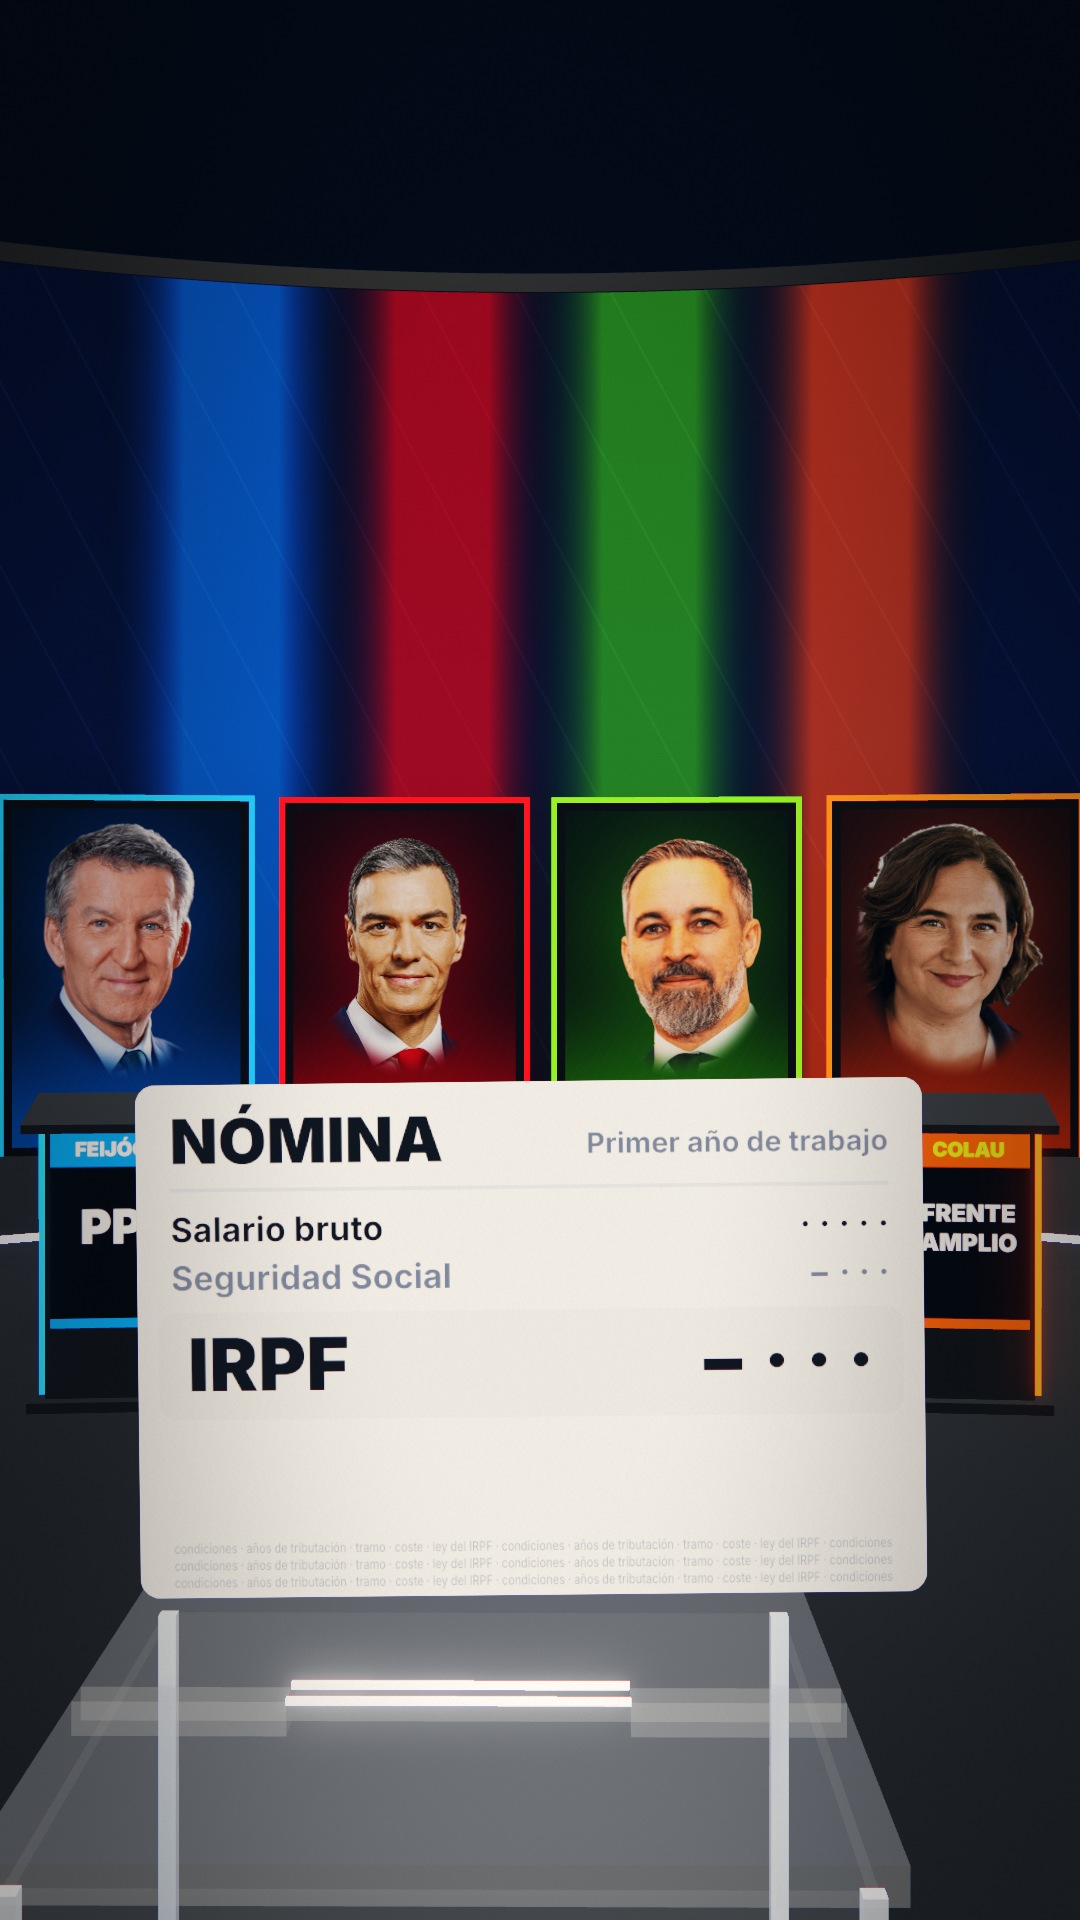 FEIJÓ
COLAU
PP
FRENTE
AMPLIO
NÓMINA
Primer año de trabajo
Salario bruto
· · · · ·
Seguridad Social
– · · ·
IRPF
– • • •
condiciones · años de tributación · tramo · coste · ley del IRPF · condiciones · años de tributación · tramo · coste · ley del IRPF · condiciones
condiciones · años de tributación · tramo · coste · ley del IRPF · condiciones · años de tributación · tramo · coste · ley del IRPF · condiciones
condiciones · años de tributación · tramo · coste · ley del IRPF · condiciones · años de tributación · tramo · coste · ley del IRPF · condiciones